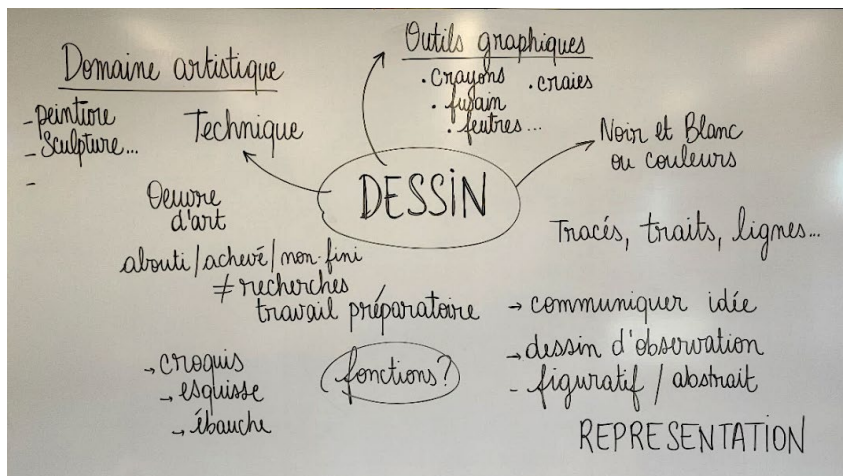 Domaine artistique
- peinture
- Sculpture...
-
Technique
Outils graphiques
. crayons . craies
. fusain
. feutres...
Noir et Blanc
ou couleurs
DESSIN
Oeuvre
d'art
abouti/achevé/non-fini
≠ recherches
travail préparatoire
Tracés, traits, lignes...
→ croquis
→ esquisse
→ ébauche
fonctions?
→ communiquer idée
→ dessin d'observation
- figuratif / abstrait
REPRESENTATION